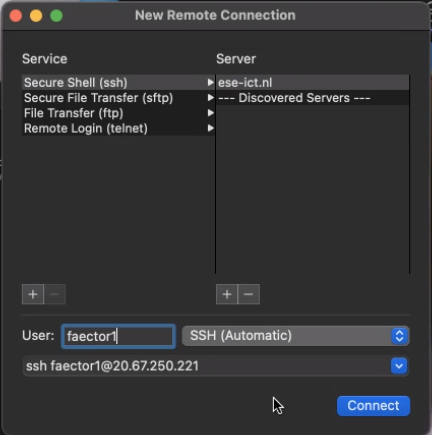 New Remote Connection
Service
Server
Secure Shell (ssh)
ese-ict.nl
Secure File Transfer (sftp)
--- Discovered Servers ---
File Transfer (ftp)
Remote Login (telnet)
User: faector1 SSH (Automatic)
ssh faector1@20.67.250.221
Connect